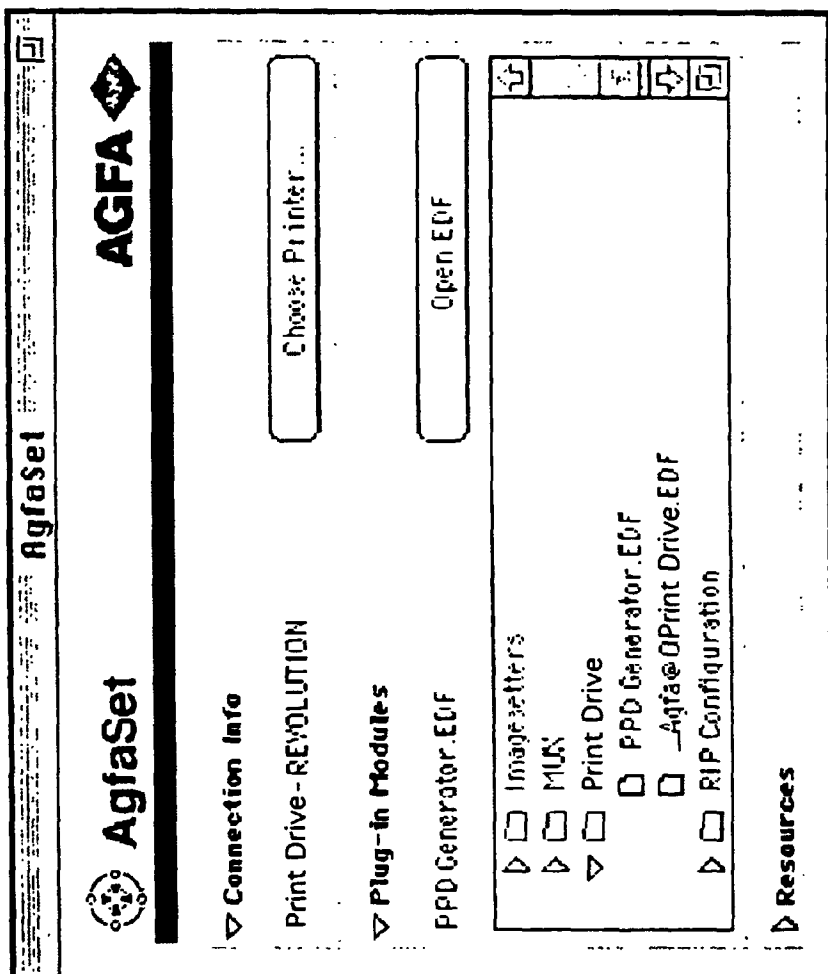 AgfaSet
AgfaSet AGFA
Connection Info
Print Drive-REVOLUTION Choose Printer...
Plug-in Modules
PPD Generator.EDF Open EDF
Imagesetters
MUX
Print Drive
PPD Generator.EDF
_Agfa@0Print Drive.EDF
RIP Configuration
Resources